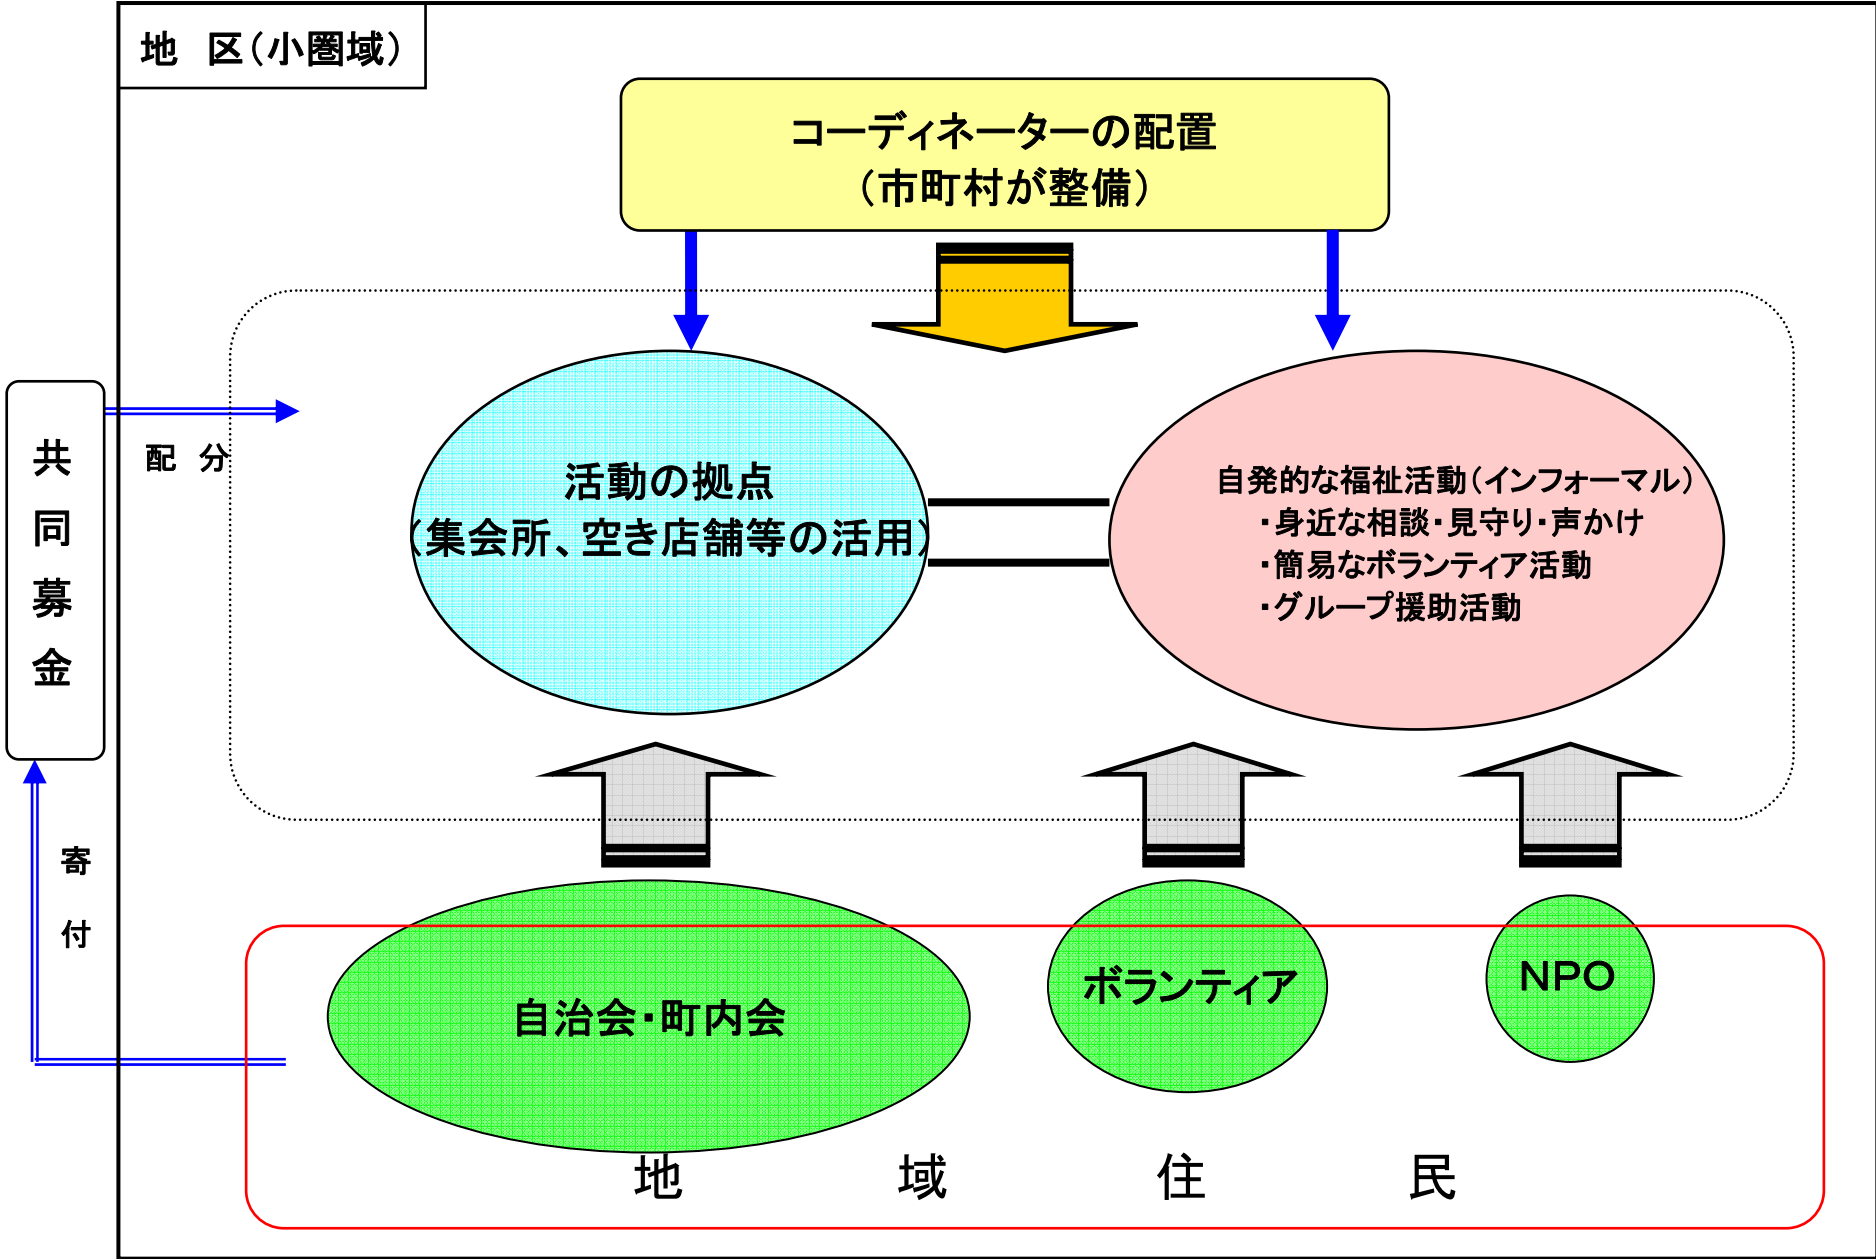 地　区（小圏域）
コーディネーターの配置
（市町村が整備）
共同募金
配　分
活動の拠点
（集会所、空き店舗等の活用）
自発的な福祉活動（インフォーマル）
・身近な相談・見守り・声かけ
・簡易なボランティア活動
・グループ援助活動
寄付
自治会・町内会
ボランティア
ＮＰＯ
地域住民